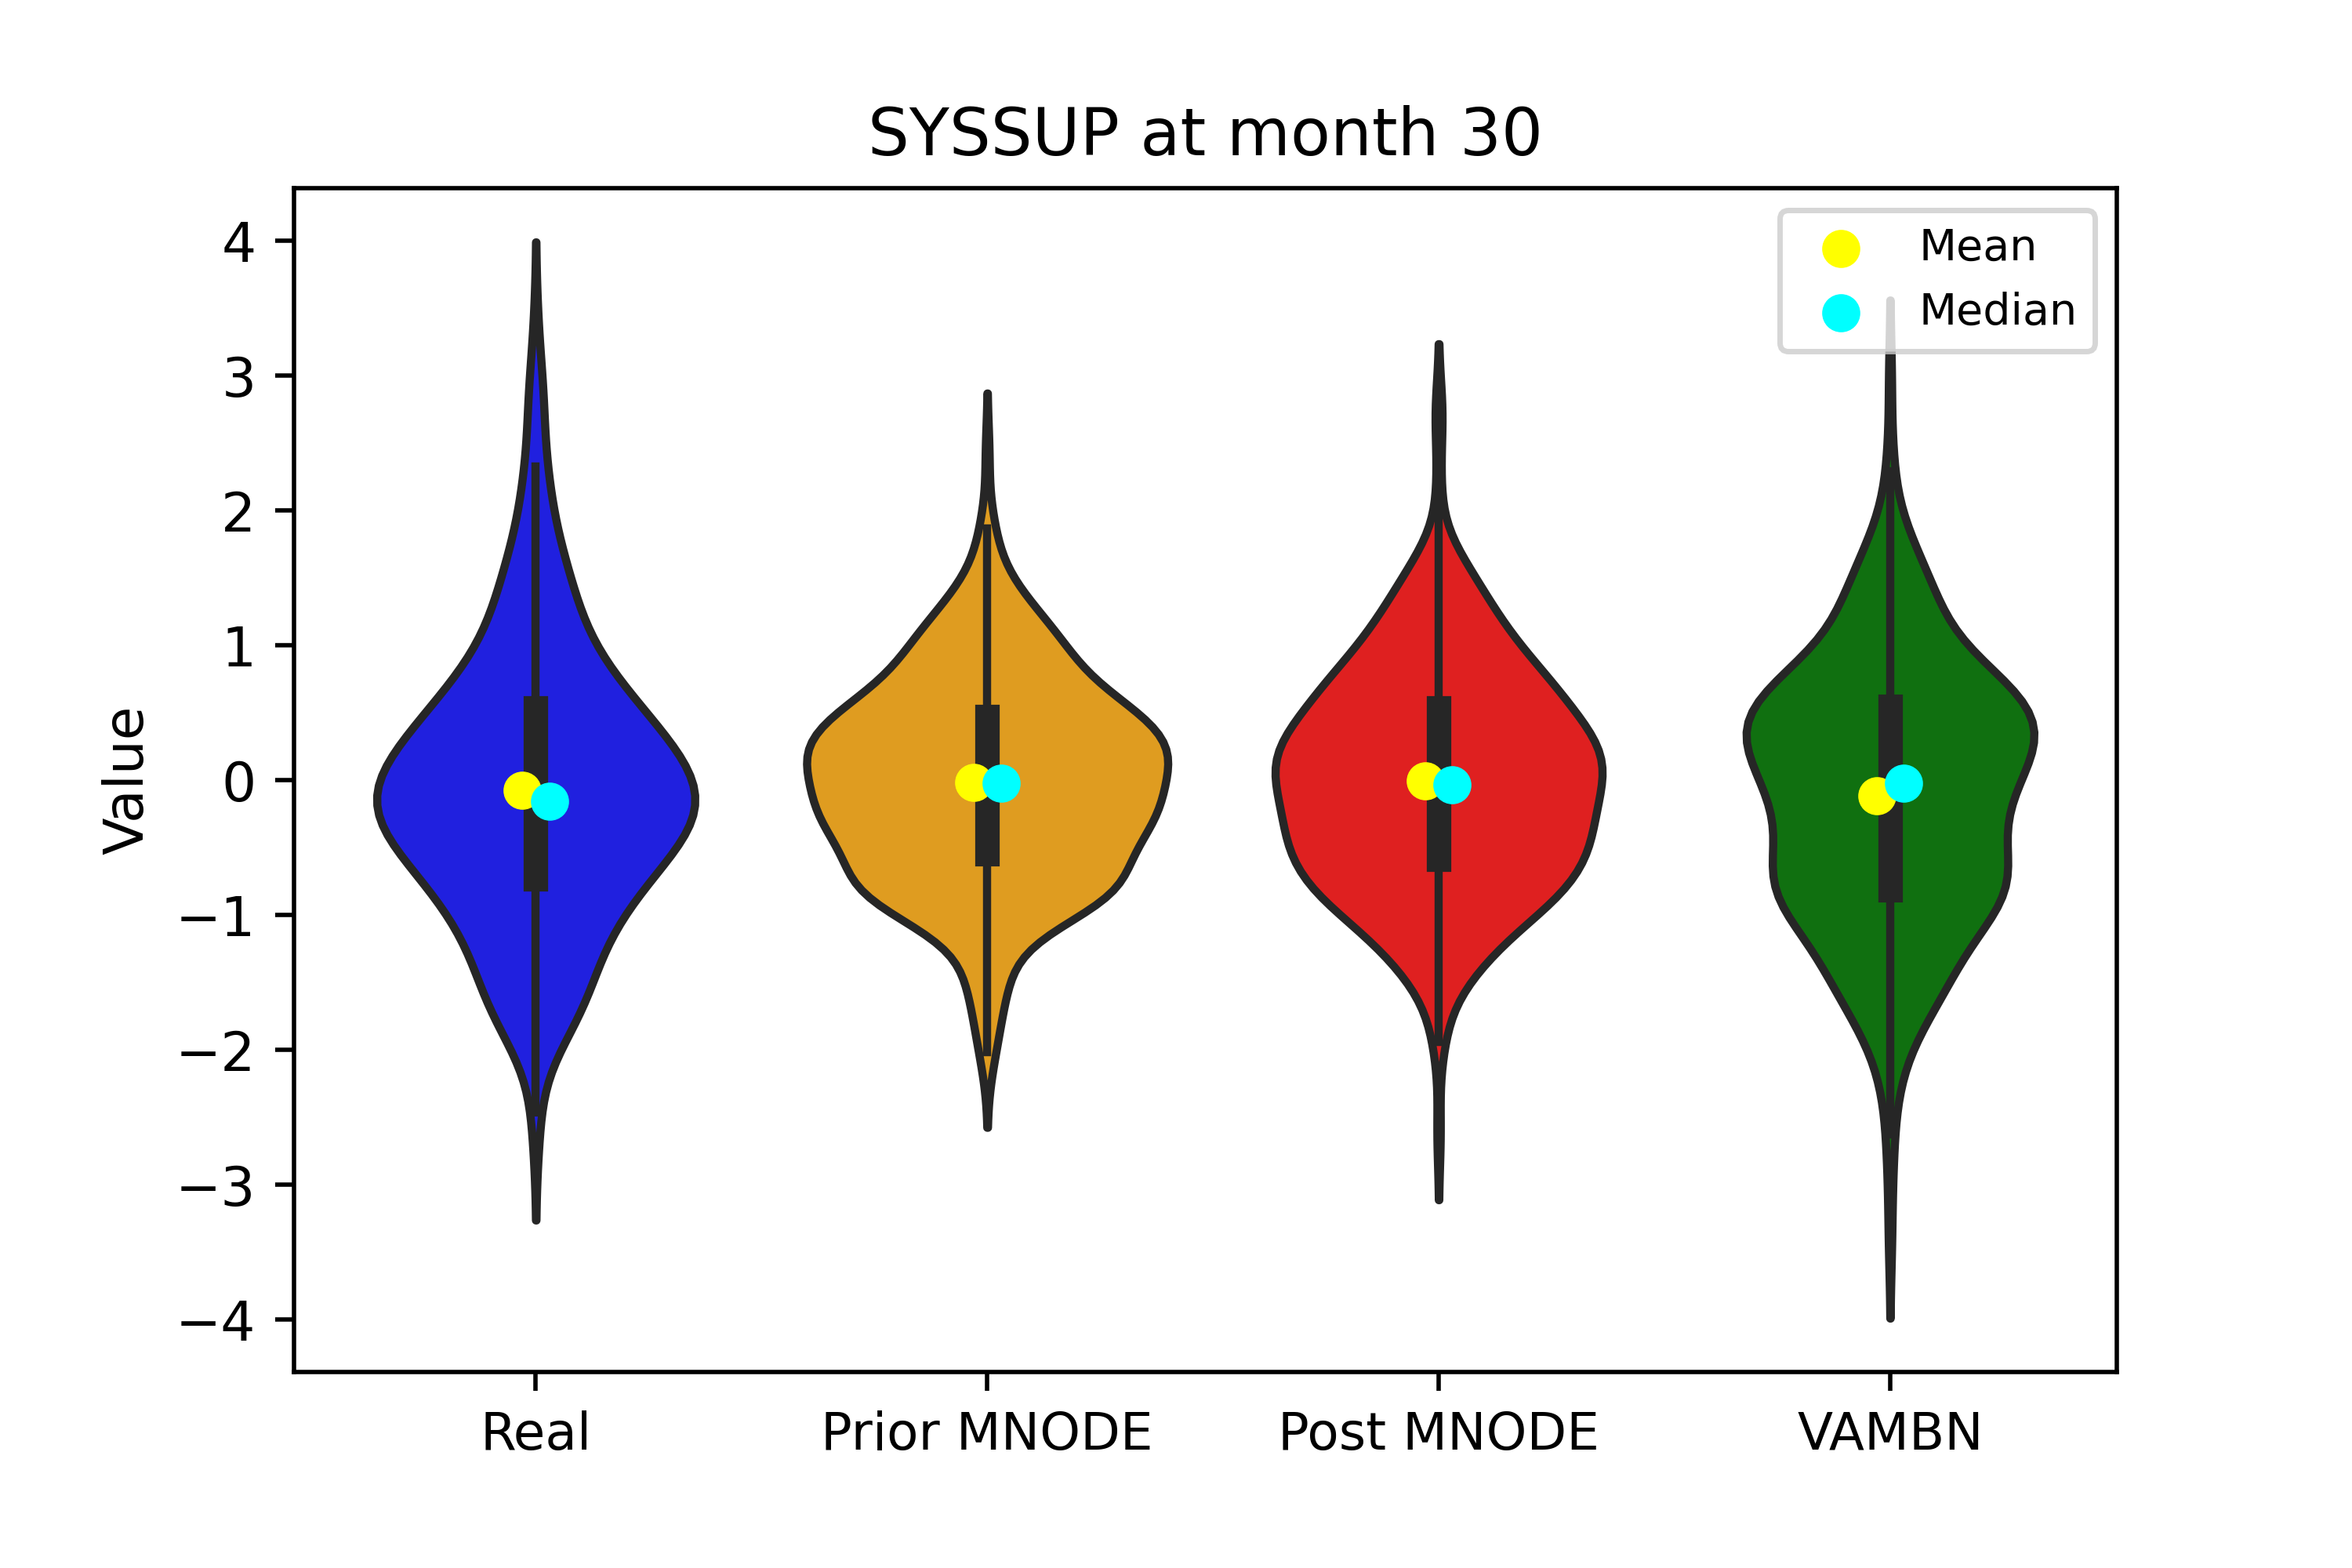 SYSSUP at month 30
Mean
Median
4
3
2
1
0
−1
−2
−3
−4
Value
Real
Prior MNODE
Post MNODE
VAMBN